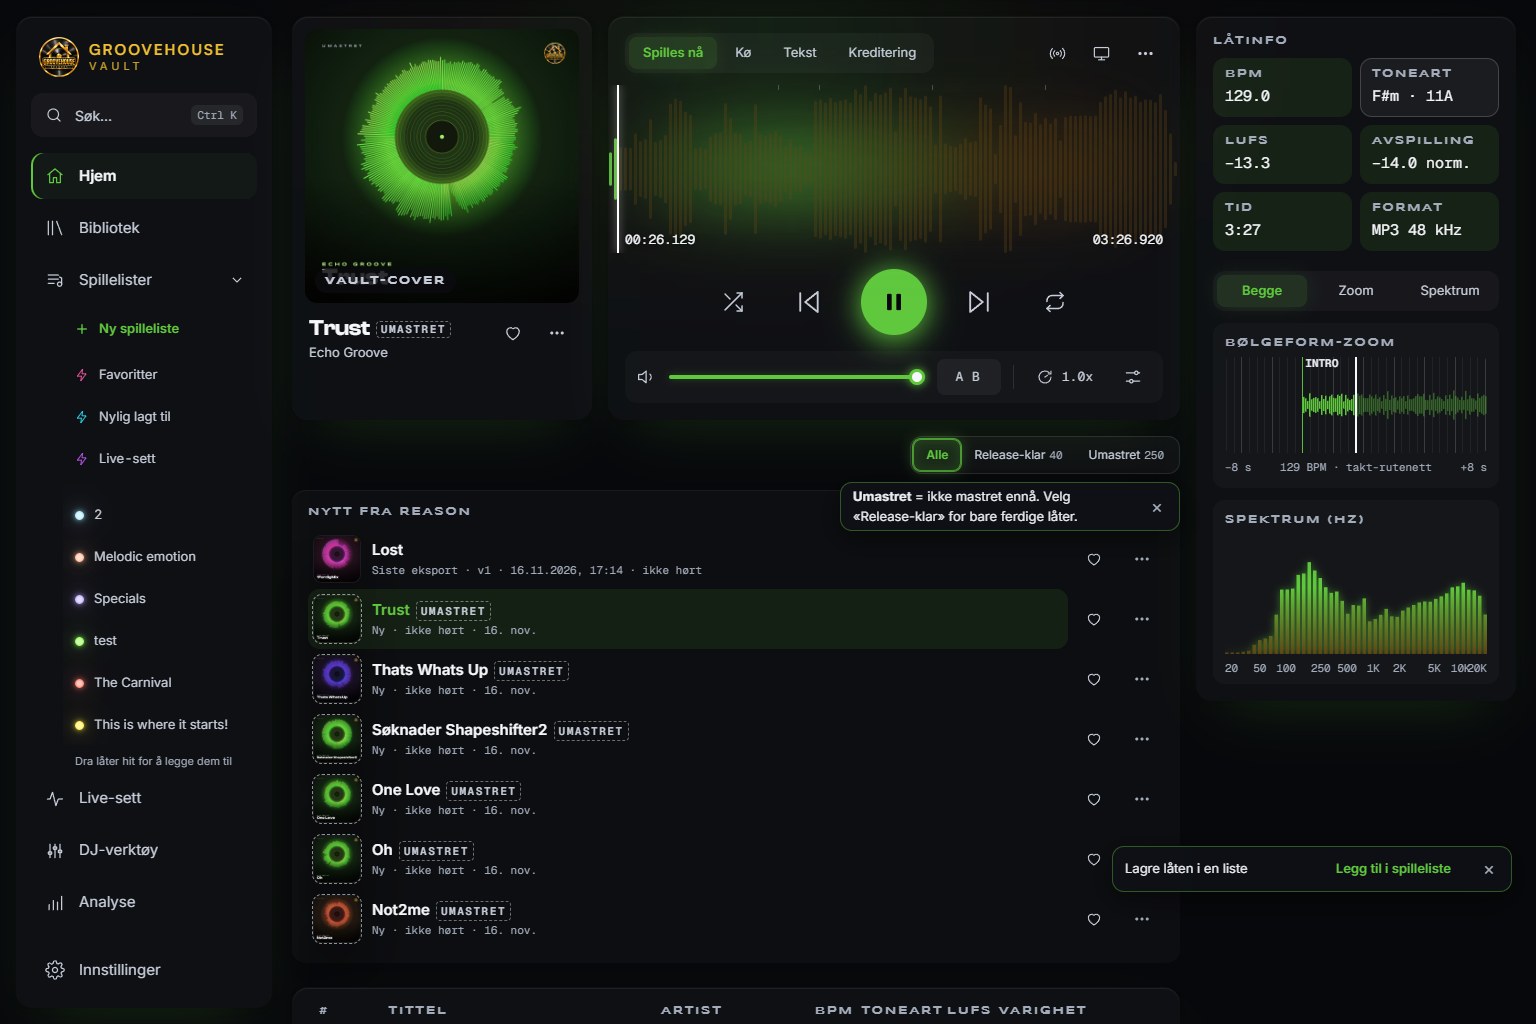 GROOVEHOUSE
VAULT
Søk...
Ctrl K
Hjem
Bibliotek
Spillelister
Ny spilleliste
Favoritter
Nylig lagt til
Live-sett
2
Melodic emotion
Specials
test
The Carnival
This is where it starts!
Dra låter hit for å legge dem til
Live-sett
DJ-verktøy
Analyse
Innstillinger
UMASTRET
ECHO GROOVE
VAULT-COVER
Trust UMASTRET
Echo Groove
Spilles nå
Kø
Tekst
Kreditering
00:26.129
03:26.920
A B
1.0x
Alle
Release-klar 40
Umastret 250
Umastret = ikke mastret ennå. Velg
«Release-klar» for bare ferdige låter.
NYTT FRA REASON
Lost
Siste eksport · v1 · 16.11.2026, 17:14 · ikke hørt
Trust UMASTRET
Ny · ikke hørt · 16. nov.
Thats Whats Up UMASTRET
Ny · ikke hørt · 16. nov.
Søknader Shapeshifter2 UMASTRET
Ny · ikke hørt · 16. nov.
One Love UMASTRET
Ny · ikke hørt · 16. nov.
Oh UMASTRET
Ny · ikke hørt · 16. nov.
Not2me UMASTRET
Ny · ikke hørt · 16. nov.
# TITTEL ARTIST BPM TONEART LUFS VARIGHET
LÅTINFO
BPM
129.0
TONEART
F#m · 11A
LUFS
−13.3
AVSPILLING
−14.0 norm.
TID
3:27
FORMAT
MP3 48 kHz
Begge
Zoom
Spektrum
BØLGEFORM-ZOOM
INTRO
−8 s 129 BPM · takt-rutenett +8 s
SPEKTRUM (HZ)
20 50 100 250 500 1K 2K 5K 10K 20K
Lagre låten i en liste
Legg til i spilleliste